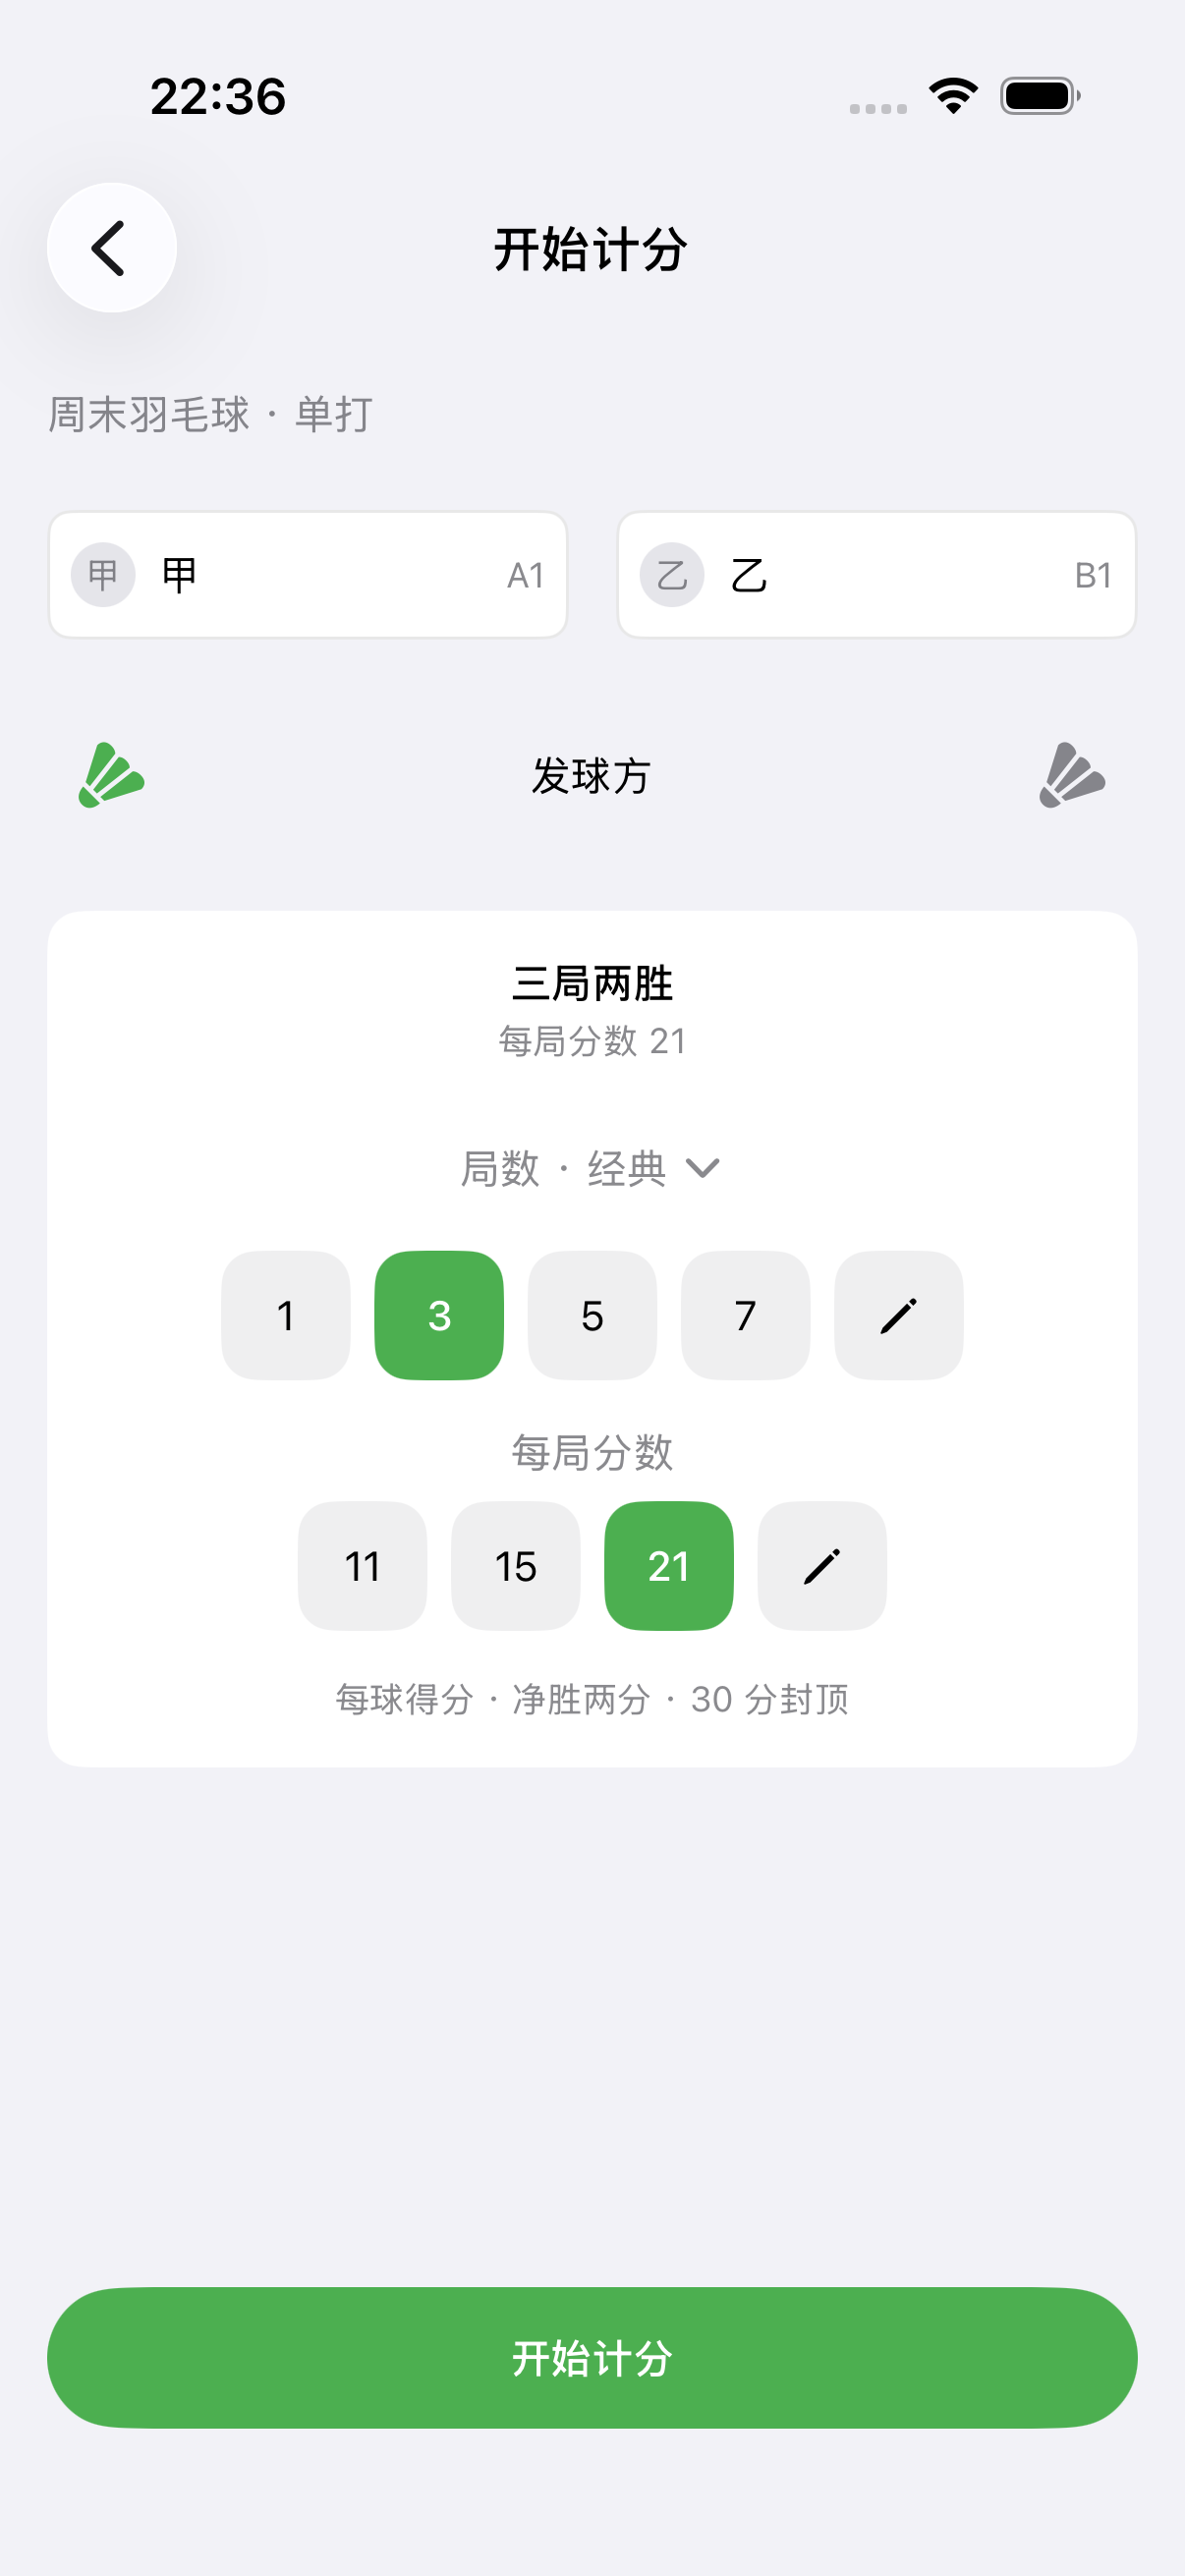 22:36
开始计分
周末羽毛球 · 单打
甲 甲 A1
乙 乙 B1
发球方
三局两胜
每局分数 21
局数 · 经典
1 3 5 7
每局分数
11 15 21
每球得分 · 净胜两分 · 30 分封顶
开始计分